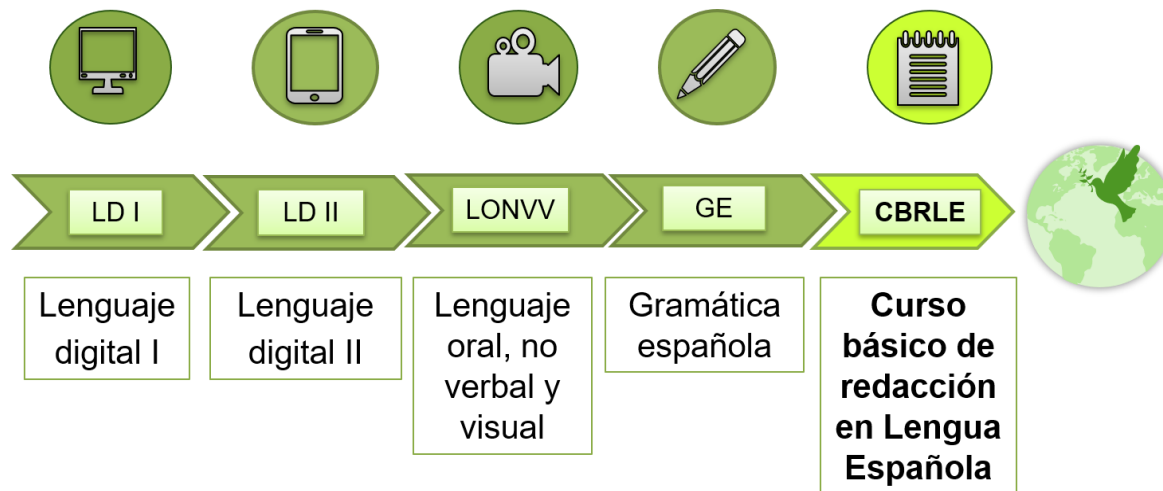 LD I
LD II
LONVV
GE
CBRLE
Lenguaje
digital I
Lenguaje
digital II
Lenguaje
oral, no
verbal y
visual
Gramática
española
Curso
básico de
redacción
en Lengua
Española